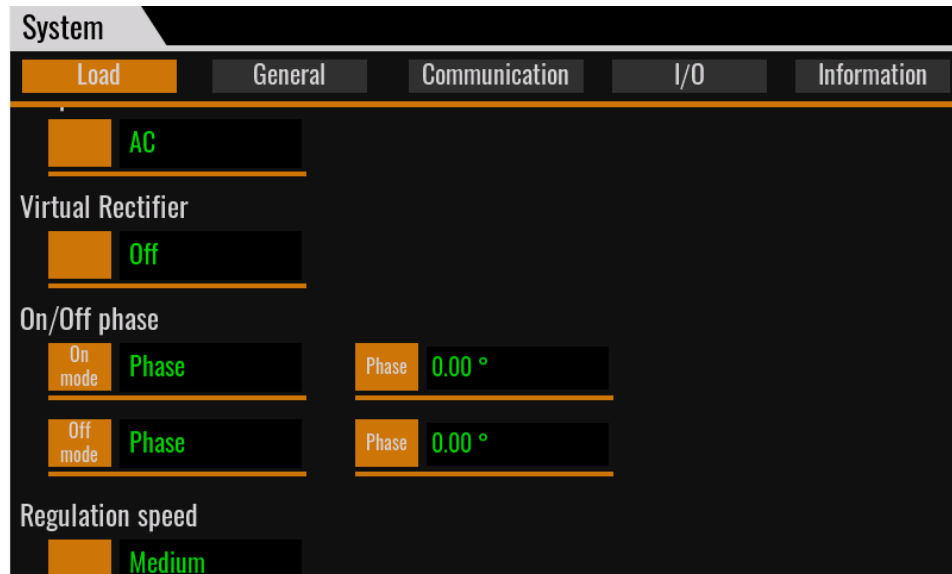 System
Load General Communication I/O Information
AC
Virtual Rectifier
Off
On/Off phase
On mode Phase Phase 0.00 °
Off mode Phase Phase 0.00 °
Regulation speed
Medium